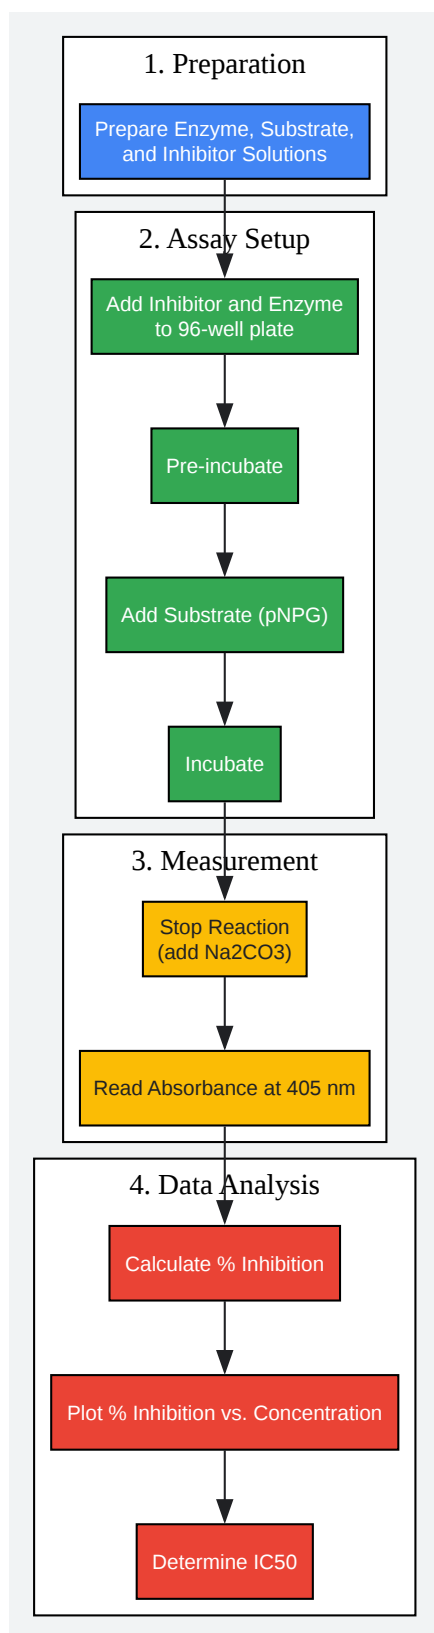 1. Preparation
Prepare Enzyme, Substrate,
and Inhibitor Solutions
2. Assay Setup
Add Inhibitor and Enzyme
to 96-well plate
Pre-incubate
Add Substrate (pNPG)
Incubate
3. Measurement
Stop Reaction
(add Na2CO3)
Read Absorbance at 405 nm
4. Data Analysis
Calculate % Inhibition
Plot % Inhibition vs. Concentration
Determine IC50